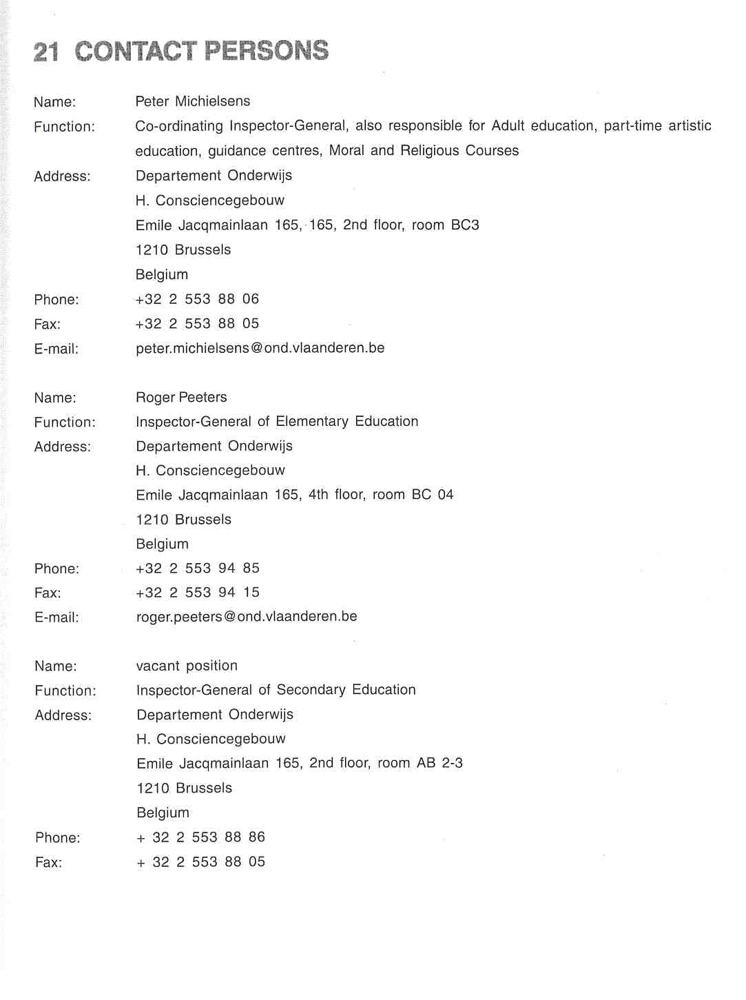 21 CONTACT PERSONS
Name: Peter Michielsens
Function: Co-ordinating Inspector-General, also responsible for Adult education, part-time artistic
education, guidance centres, Moral and Religious Courses
Address: Departement Onderwijs
H. Consciencegebouw
Emile Jacqmainlaan 165, 165, 2nd floor, room BC3
1210 Brussels
Belgium
Phone: +32 2 553 88 06
Fax: +32 2 553 88 05
E-mail: peter.michielsens@ond.vlaanderen.be
Name: Roger Peeters
Function: Inspector-General of Elementary Education
Address: Departement Onderwijs
H. Consciencegebouw
Emile Jacqmainlaan 165, 4th floor, room BC 04
1210 Brussels
Belgium
Phone: +32 2 553 94 85
Fax: +32 2 553 94 15
E-mail: roger.peeters@ond.vlaanderen.be
Name: vacant position
Function: Inspector-General of Secondary Education
Address: Departement Onderwijs
H. Consciencegebouw
Emile Jacqmainlaan 165, 2nd floor, room AB 2-3
1210 Brussels
Belgium
Phone: + 32 2 553 88 86
Fax: + 32 2 553 88 05